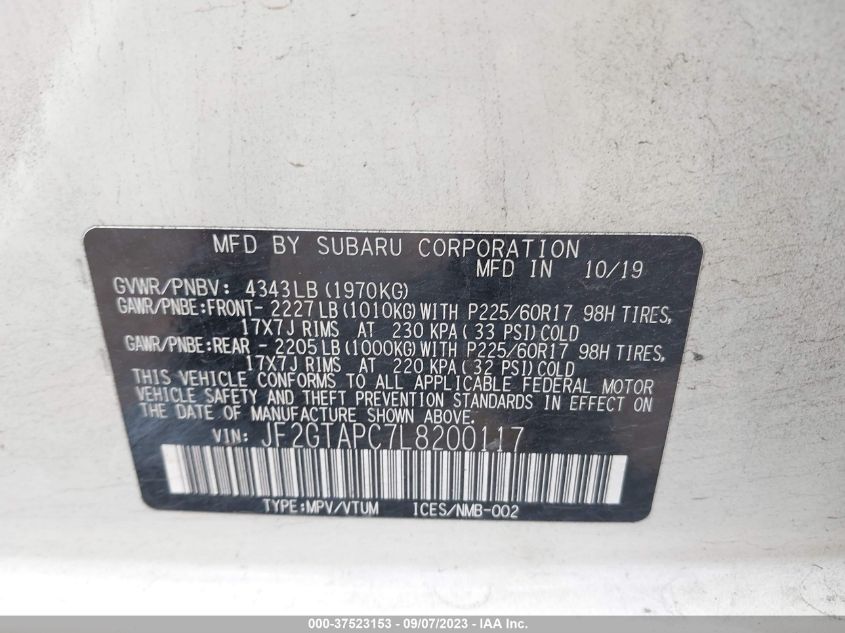 MFD BY SUBARU CORPORATION
MFD IN 10/19
GVWR/PNBV: 4343LB (1970KG)
GAWR/PNBE:FRONT- 2227LB (1010KG) WITH P225/60R17 98H TIRES,
17X7J RIMS AT 230 KPA ( 33 PSI) COLD
GAWR/PNBE:REAR - 2205LB (1000KG) WITH P225/60R17 98H TIRES,
17X7J RIMS AT 220 KPA ( 32 PSI) COLD
THIS VEHICLE CONFORMS TO ALL APPLICABLE FEDERAL MOTOR
VEHICLE SAFETY AND THEFT PREVENTION STANDARDS IN EFFECT ON
THE DATE OF MANUFACTURE SHOWN ABOVE.
VIN: JF2GTAPC7L8200117
TYPE:MPV/VTUM ICES/NMB-002
000-37523153 - 09/07/2023 - IAA Inc.